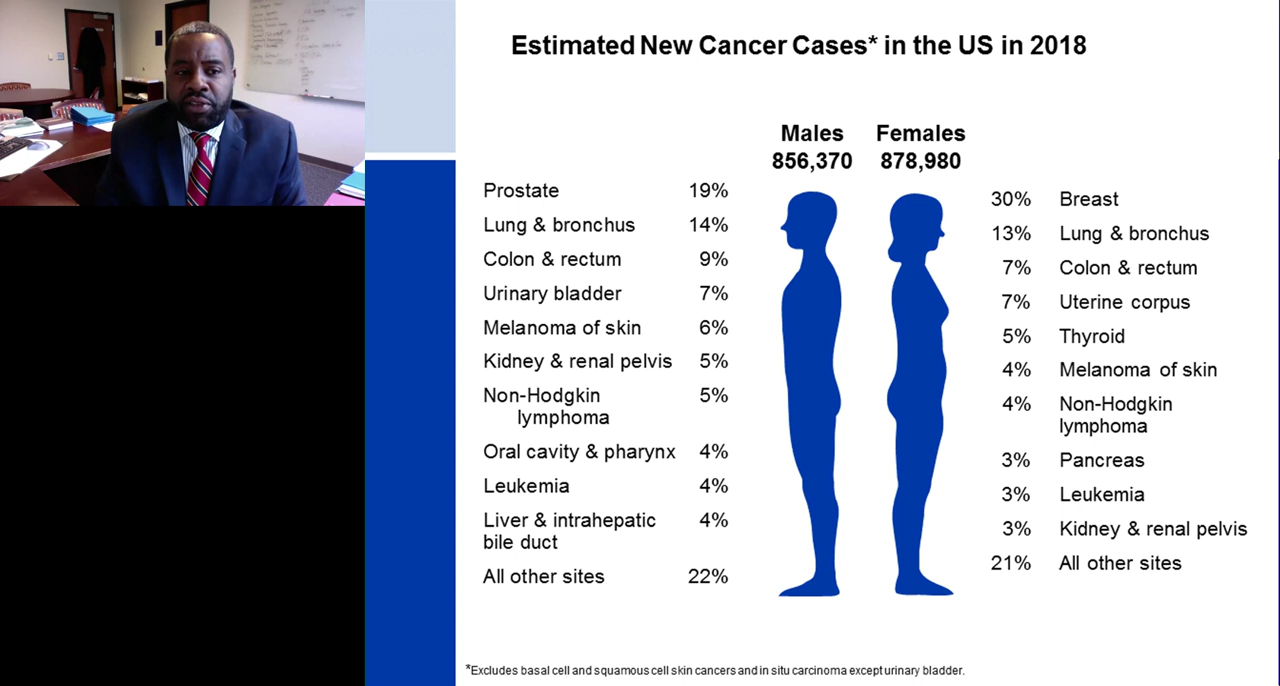 Estimated New Cancer Cases* in the US in 2018
Males Females
856,370 878,980
Prostate 19%
Lung & bronchus 14%
Colon & rectum 9%
Urinary bladder 7%
Melanoma of skin 6%
Kidney & renal pelvis 5%
Non-Hodgkin 5%
lymphoma
Oral cavity & pharynx 4%
Leukemia 4%
Liver & intrahepatic 4%
bile duct
All other sites 22%
30% Breast
13% Lung & bronchus
7% Colon & rectum
7% Uterine corpus
5% Thyroid
4% Melanoma of skin
4% Non-Hodgkin
lymphoma
3% Pancreas
3% Leukemia
3% Kidney & renal pelvis
21% All other sites
*Excludes basal cell and squamous cell skin cancers and in situ carcinoma except urinary bladder.